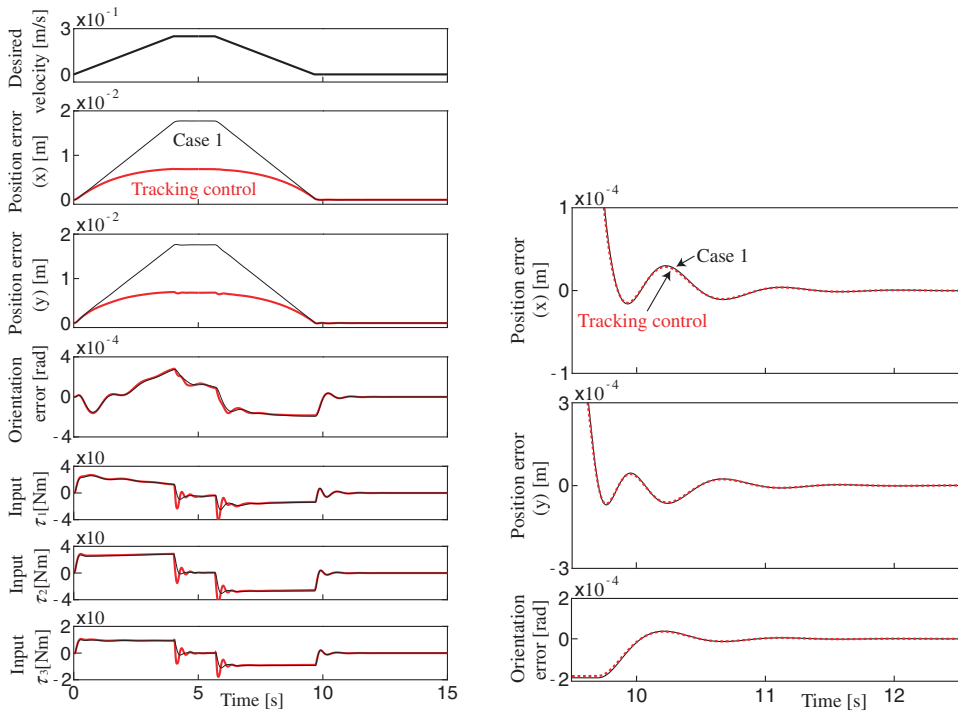 x10-1
3
0
Desired
velocity [m/s]
x10-2
2
1
0
Position error
(x) [m]
Case 1
Tracking control
x10-2
2
1
0
Position error
(y) [m]
x10-4
4
0
- 4
Orientation
error [rad]
x10
4
0
- 4
Input
τ1[Nm]
x10
4
0
- 4
Input
τ2[Nm]
x10
2
0
- 2
Input
τ3[Nm]
0 5 10 15
Time [s]
x10-4
1
0
- 1
Position error
(x) [m]
Case 1
Tracking control
x10-4
3
0
- 3
Position error
(y) [m]
x10-4
2
0
- 2
Orientation
error [rad]
10 11 12
Time [s]